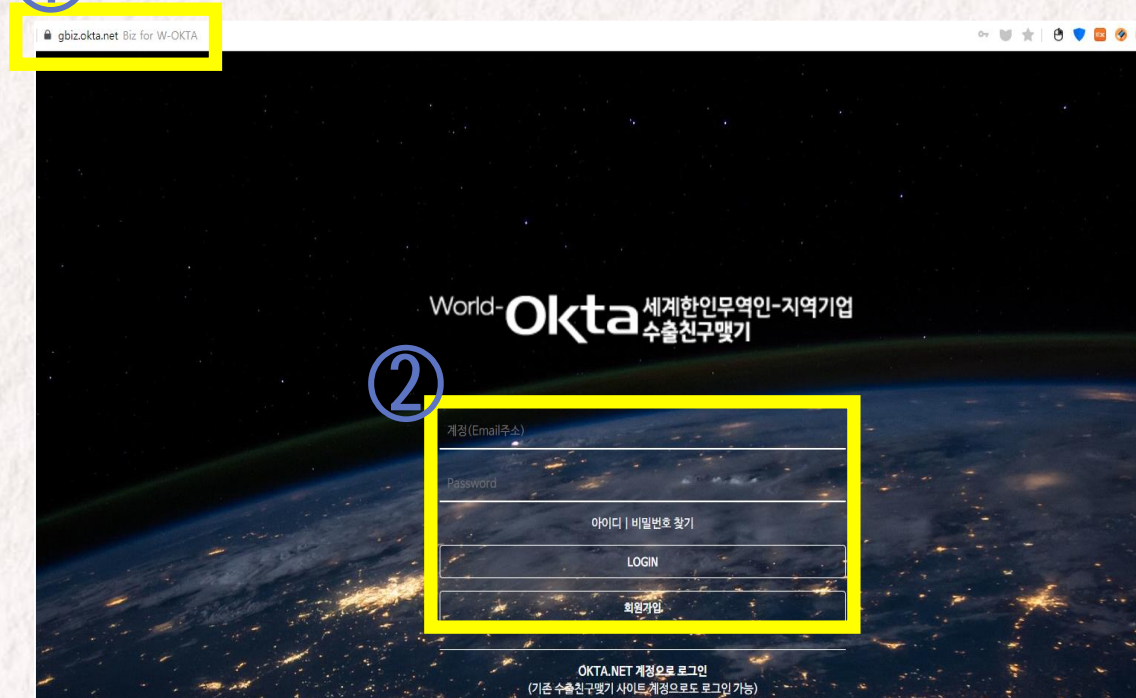 gbiz.okta.net Biz for W-OKTA
World-Okta 세계한인무역인-지역기업
수출친구맺기
②
계정(Email주소)
Password
아이디 | 비밀번호 찾기
LOGIN
회원가입
OKTA.NET 계정으로 로그인
(기존 수출친구맺기 사이트 계정으로도 로그인 가능)